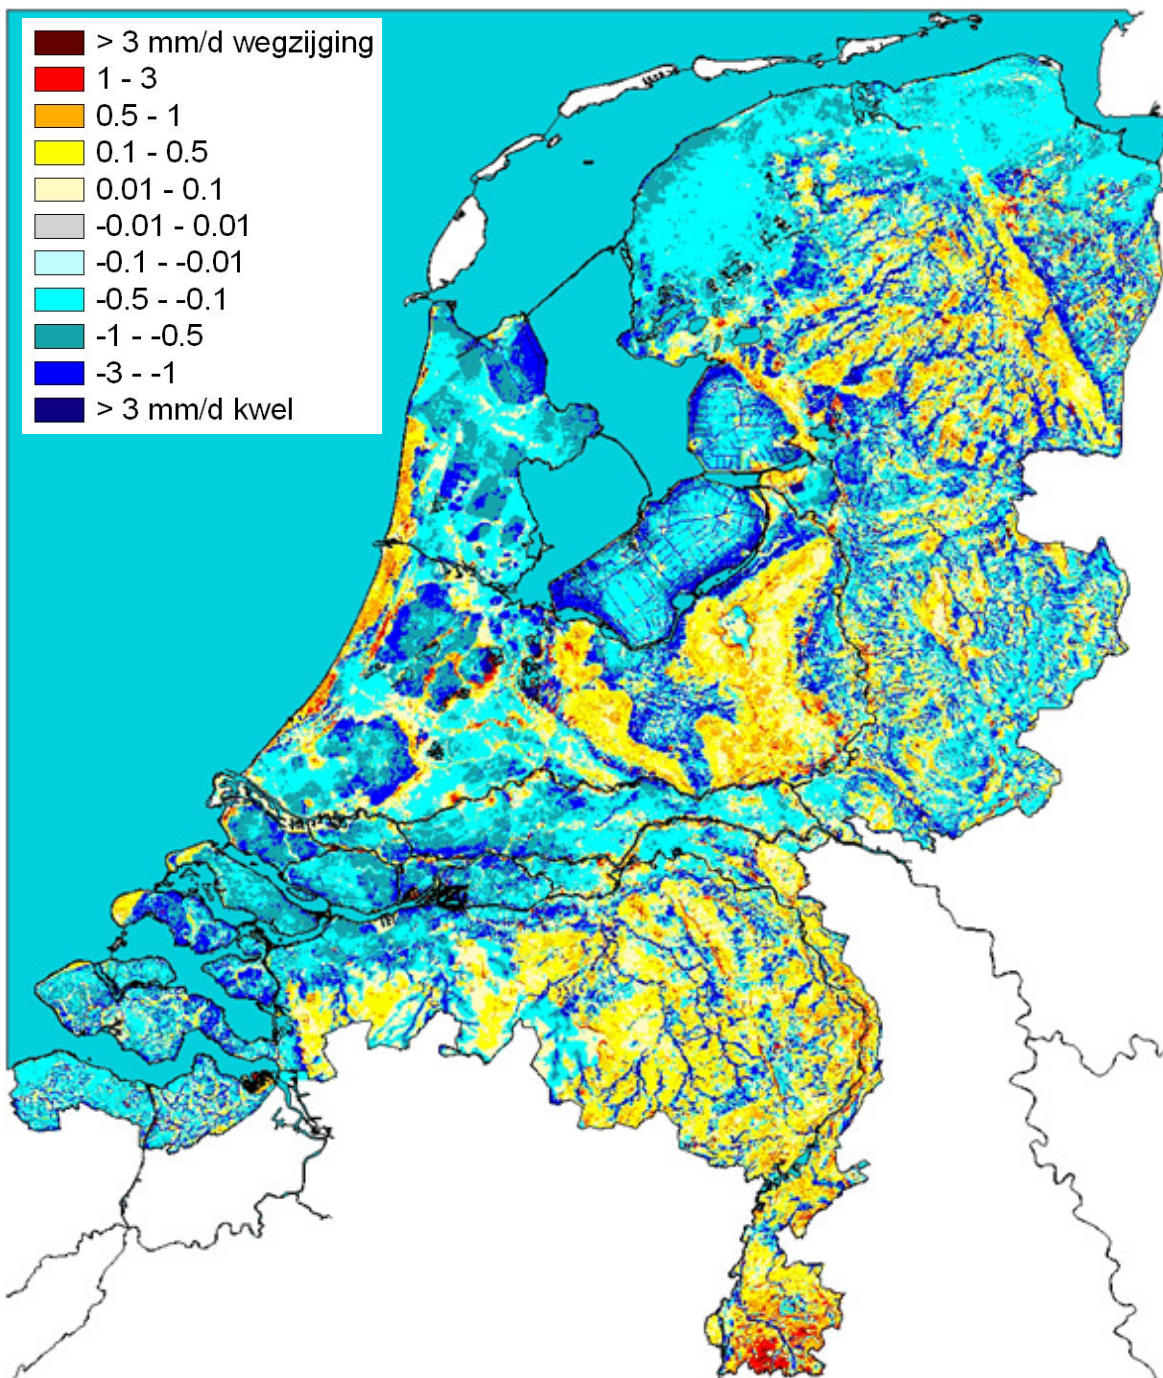 > 3 mm/d wegzijging
1 - 3
0.5 - 1
0.1 - 0.5
0.01 - 0.1
-0.01 - 0.01
-0.1 - -0.01
-0.5 - -0.1
-1 - -0.5
-3 - -1
> 3 mm/d kwel